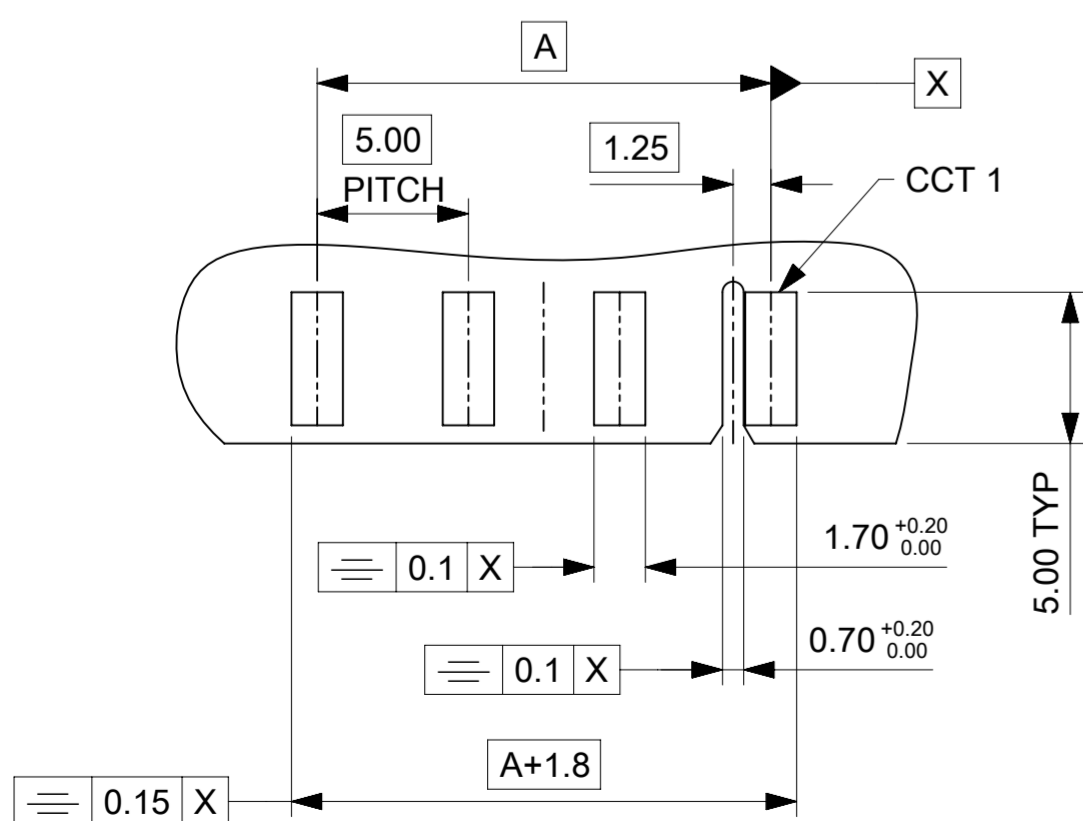 A
X
5.00
PITCH
1.25
CCT 1
5.00 TYP
1.70 +0.20 0.00
0.1 X
0.70 +0.20 0.00
0.1 X
A+1.8
0.15 X